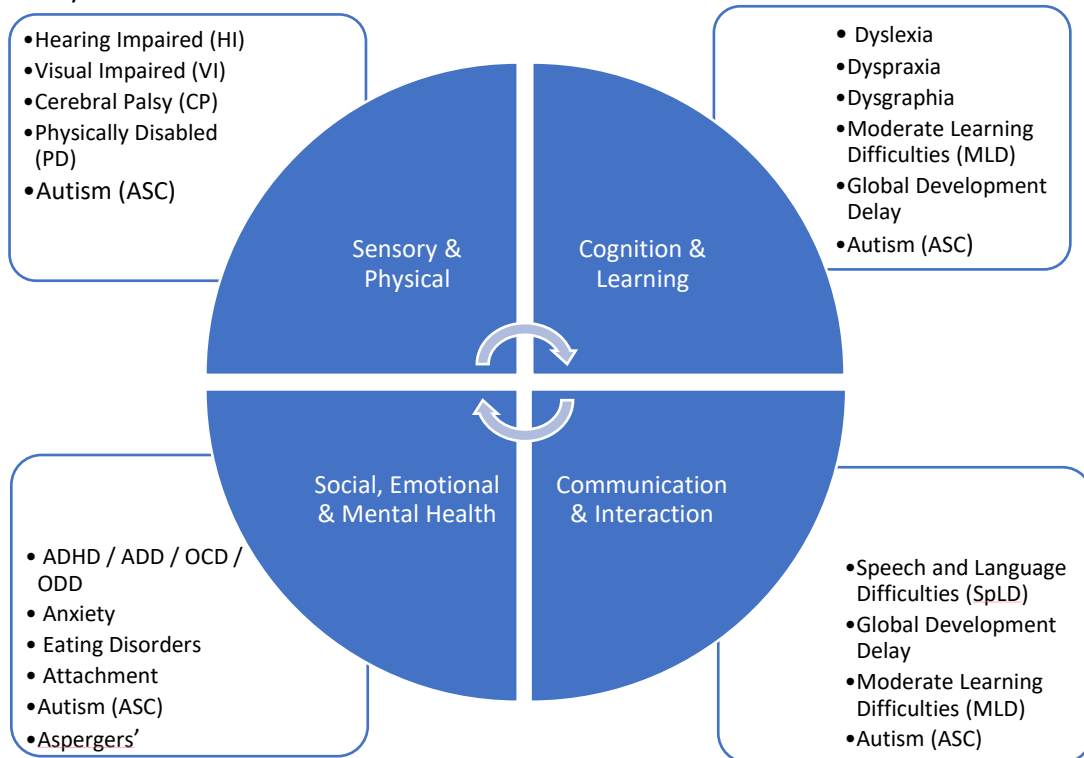 •Hearing Impaired (HI)
•Visual Impaired (VI)
•Cerebral Palsy (CP)
•Physically Disabled
(PD)
•Autism (ASC)
• Dyslexia
•Dyspraxia
•Dysgraphia
•Moderate Learning
Difficulties (MLD)
•Global Development
Delay
•Autism (ASC)
Sensory &
Physical
Cognition &
Learning
Social, Emotional
& Mental Health
Communication
& Interaction
• ADHD / ADD / OCD /
ODD
• Anxiety
• Eating Disorders
• Attachment
•Autism (ASC)
•Aspergers’
•Speech and Language
Difficulties (SpLD)
•Global Development
Delay
•Moderate Learning
Difficulties (MLD)
•Autism (ASC)